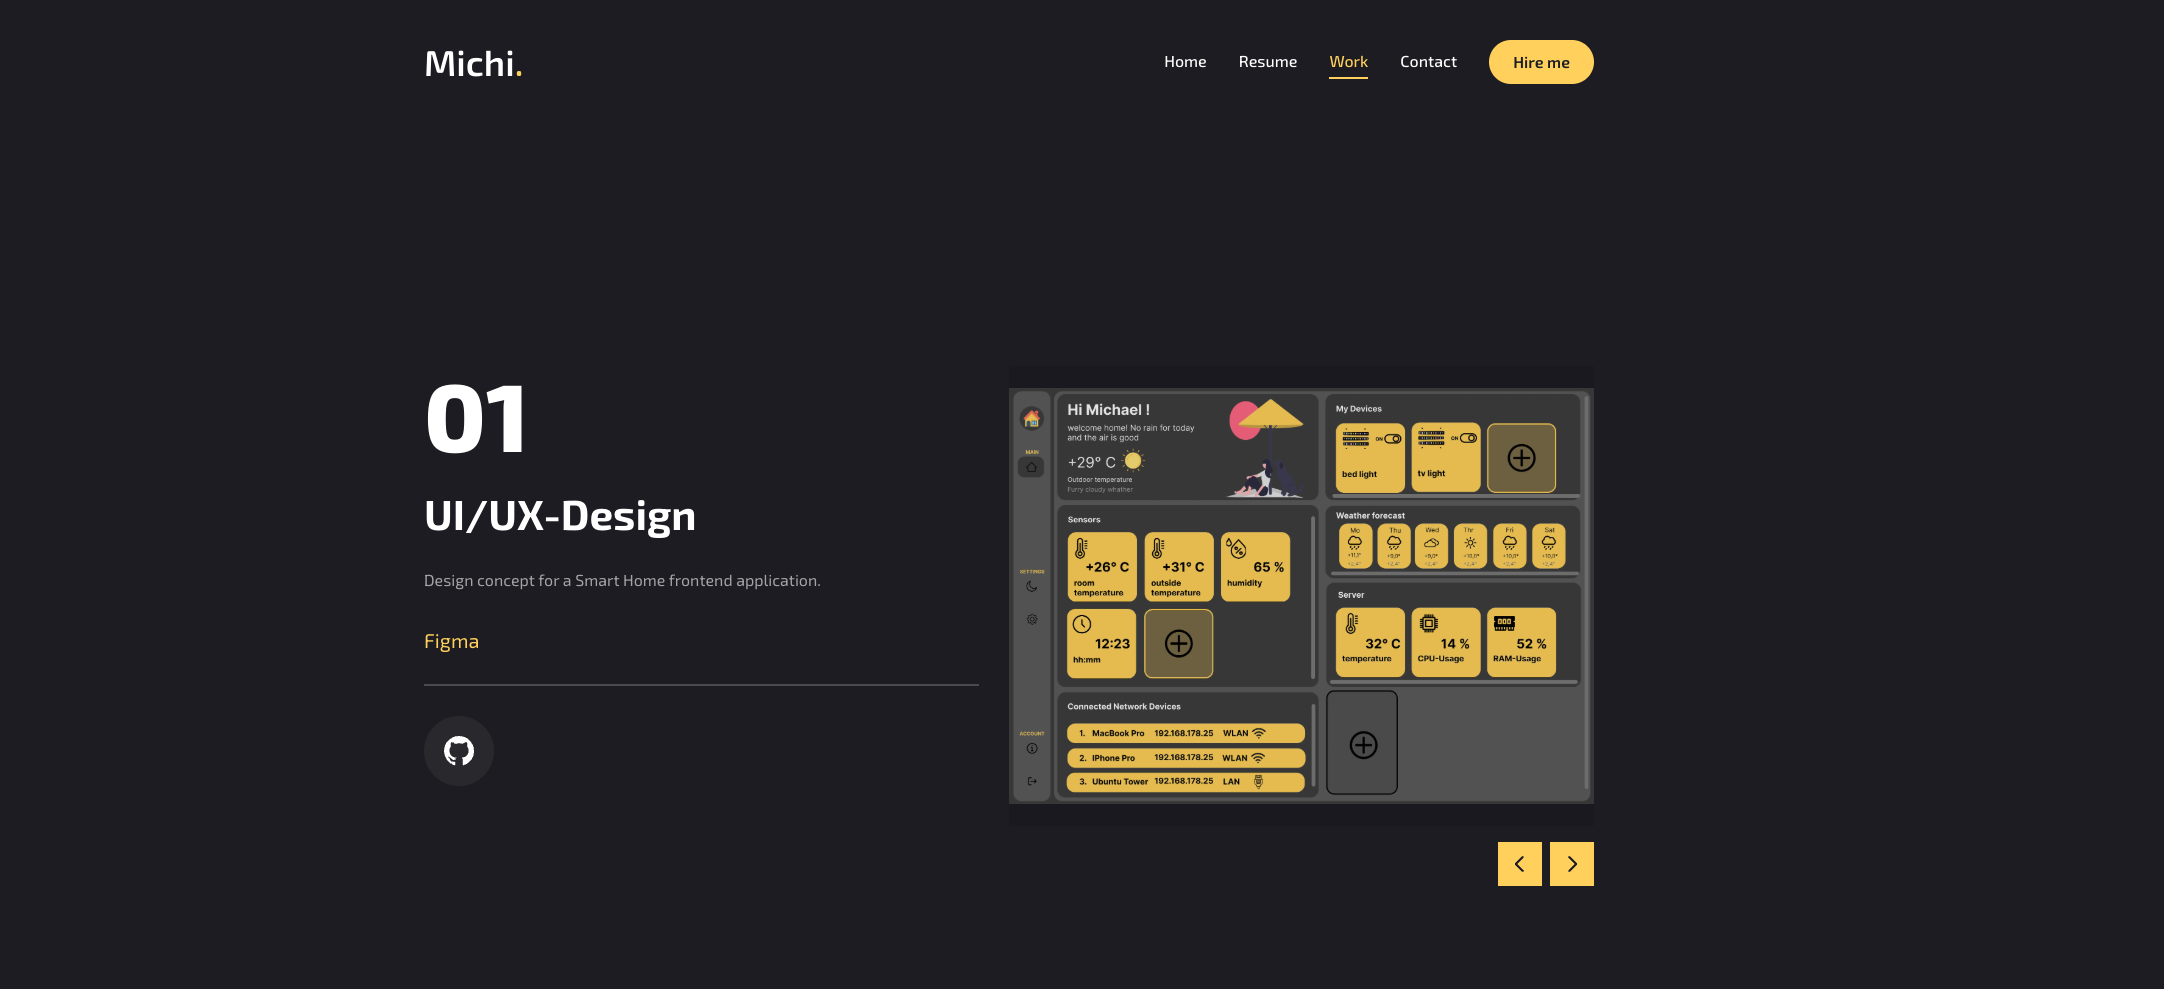 Michi.
Home Resume Work Contact Hire me
01
UI/UX-Design
Design concept for a Smart Home frontend application.
Figma
MAIN
SETTINGS
ACCOUNT
Hi Michael !
welcome home! No rain for today
and the air is good
+29° C
Outdoor temperature
Furry cloudy whather
Sensors
+26° C
room
temperature
+31° C
outside
temperature
65 %
humidity
12:23
hh:mm
Connected Network Devices
1. MacBook Pro 192.168.178.25 WLAN
2. IPhone Pro 192.168.178.25 WLAN
3. Ubuntu Tower 192.168.178.25 LAN
My Devices
ON
bed light
ON
tv light
Weather forecast
Mo Thu Wed Thr Fri Sat
Server
32° C
temperature
14 %
CPU-Usage
52 %
RAM-Usage